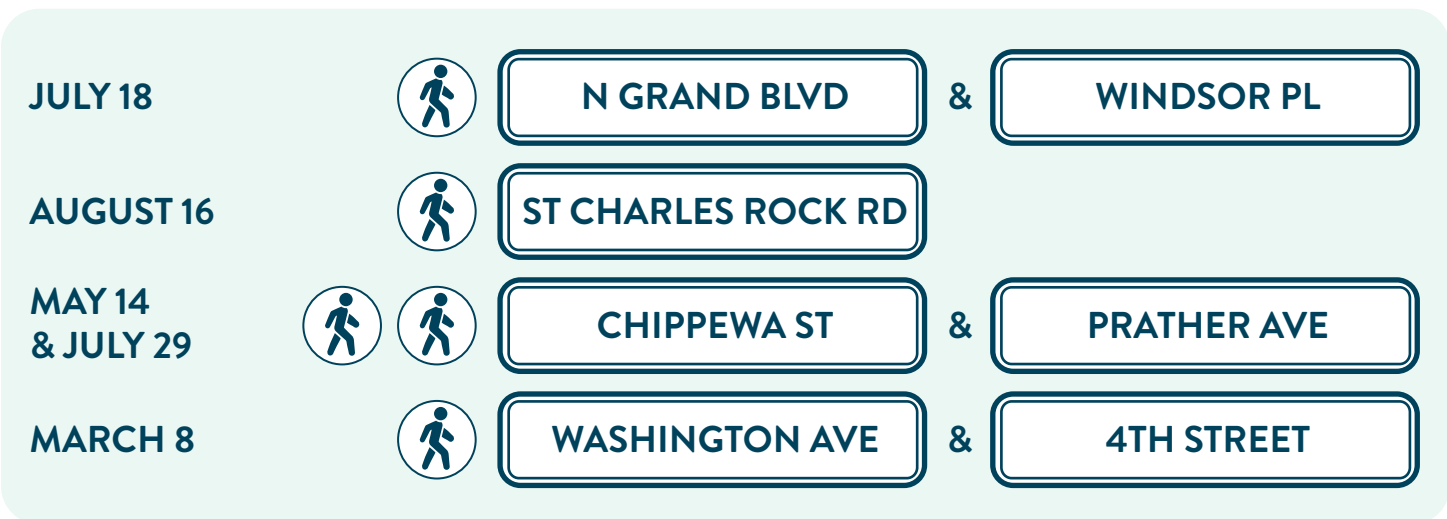 JULY 18 N GRAND BLVD & WINDSOR PL
AUGUST 16 ST CHARLES ROCK RD
MAY 14
& JULY 29 CHIPPEWA ST & PRATHER AVE
MARCH 8 WASHINGTON AVE & 4TH STREET